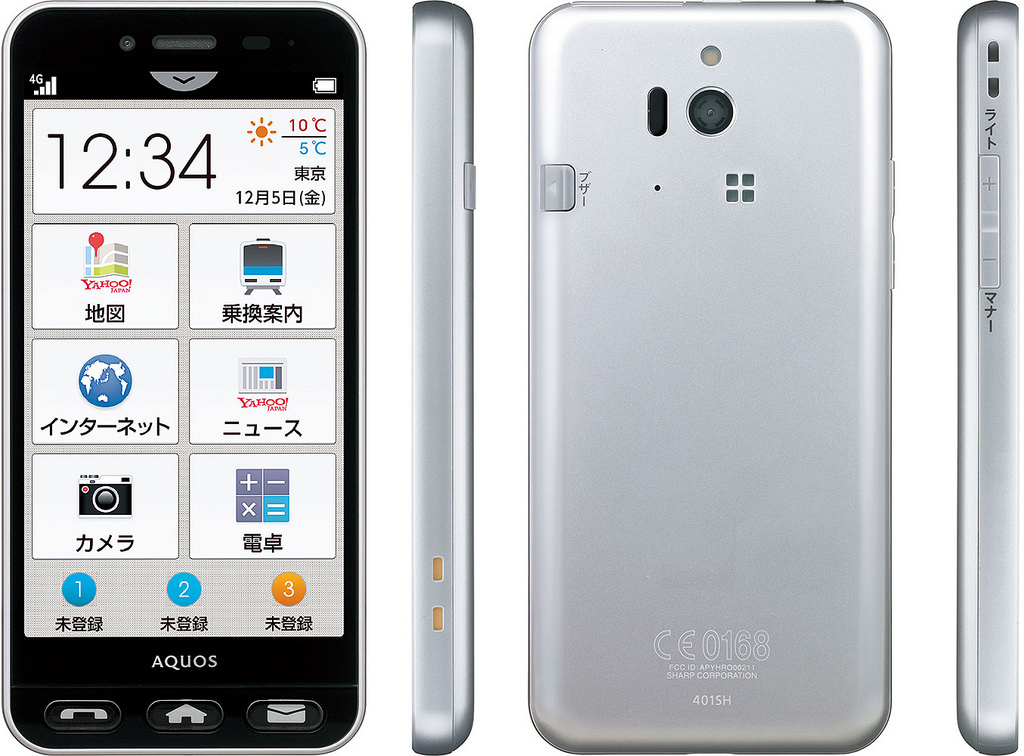 4G
12:34
10℃
5℃
東京
12月5日(金)
YAHOO!
JAPAN
地図
乗換案内
インターネット
YAHOO!
JAPAN
ニュース
カメラ
電卓
1
未登録
2
未登録
3
未登録
AQUOS
ブザー
CE0168
FCC ID: APYHRO00211
SHARP CORPORATION
401SH
ライト
マナー